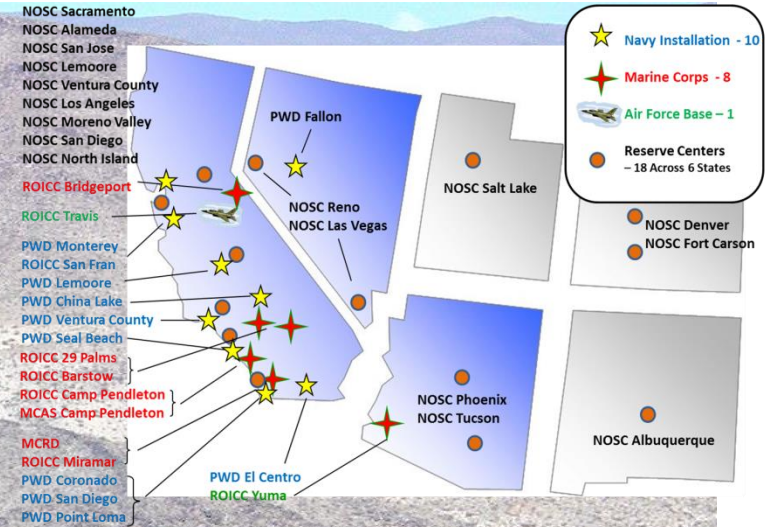 NOSC Sacramento
NOSC Alameda
NOSC San Jose
NOSC Lemoore
NOSC Ventura County
NOSC Los Angeles
NOSC Moreno Valley
NOSC San Diego
NOSC North Island
ROICC Bridgeport
ROICC Travis
PWD Monterey
ROICC San Fran
PWD Lemoore
PWD China Lake
PWD Ventura County
PWD Seal Beach
ROICC 29 Palms
ROICC Barstow
ROICC Camp Pendleton
MCAS Camp Pendleton
MCRD
ROICC Miramar
PWD Coronado
PWD San Diego
PWD Point Loma
PWD El Centro
ROICC Yuma
PWD Fallon
NOSC Reno
NOSC Las Vegas
NOSC Salt Lake
NOSC Denver
NOSC Fort Carson
NOSC Phoenix
NOSC Tucson
NOSC Albuquerque
Navy Installation - 10
Marine Corps - 8
Air Force Base – 1
Reserve Centers
– 18 Across 6 States